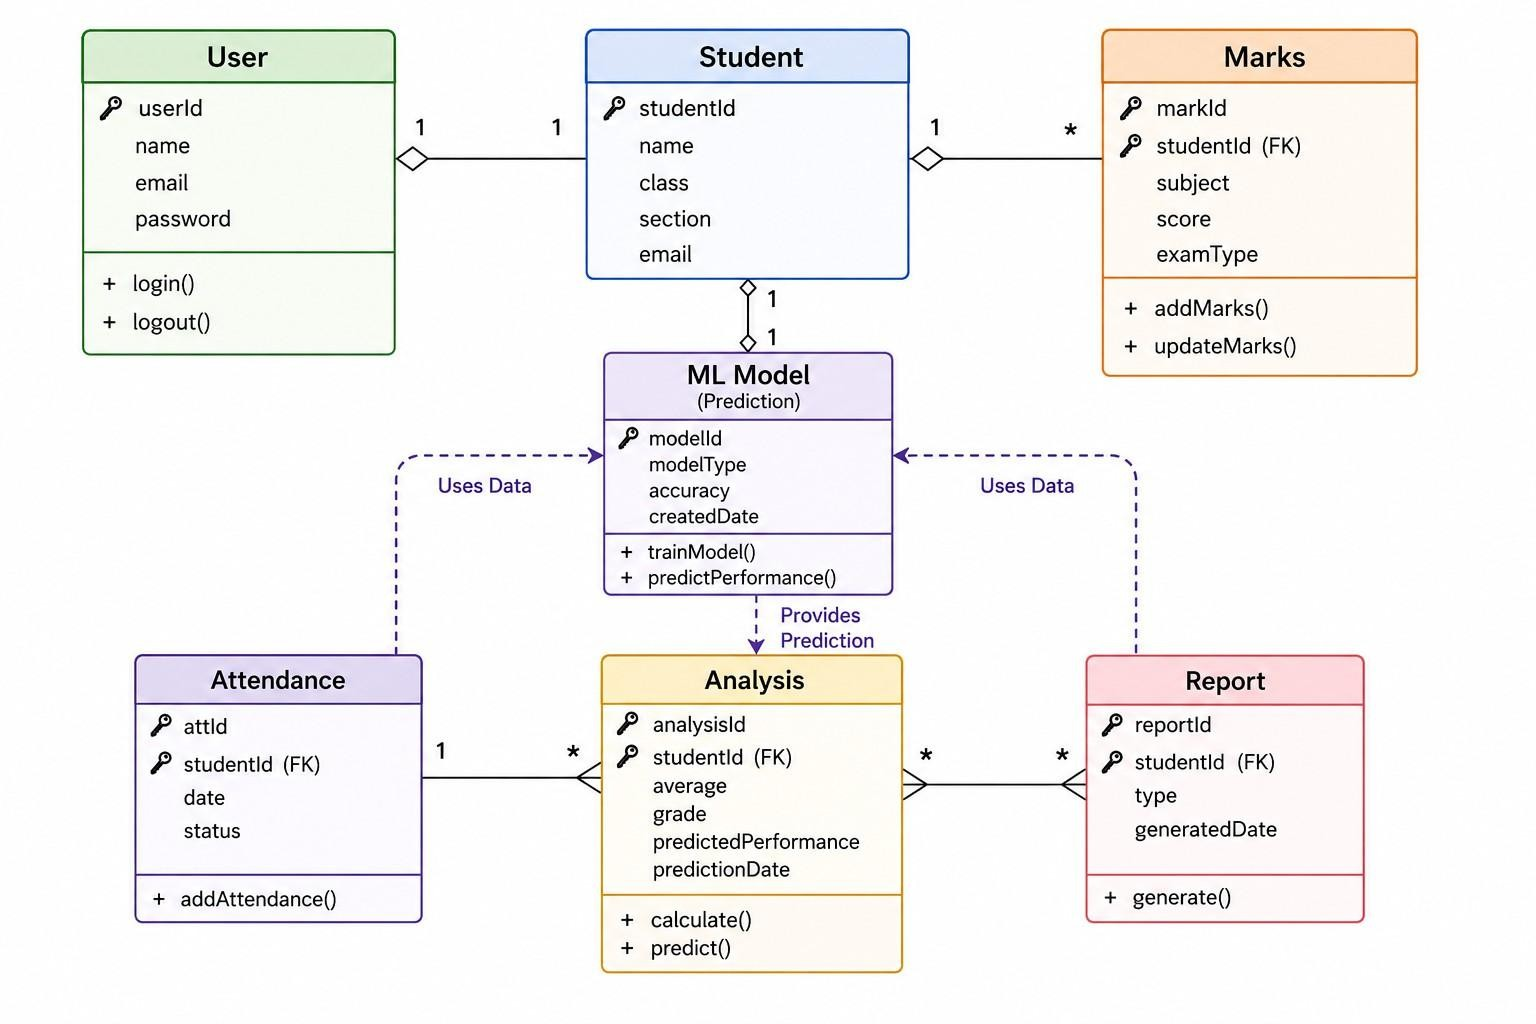 User
userId
name
email
password
+ login()
+ logout()
1
1
Student
studentId
name
class
section
email
1
*
Marks
markId
studentId (FK)
subject
score
examType
+ addMarks()
+ updateMarks()
1
1
ML Model
(Prediction)
modelId
modelType
accuracy
createdDate
+ trainModel()
+ predictPerformance()
Uses Data
Uses Data
Provides
Prediction
Attendance
attId
studentId (FK)
date
status
+ addAttendance()
1
*
Analysis
analysisId
studentId (FK)
average
grade
predictedPerformance
predictionDate
+ calculate()
+ predict()
*
*
Report
reportId
studentId (FK)
type
generatedDate
+ generate()